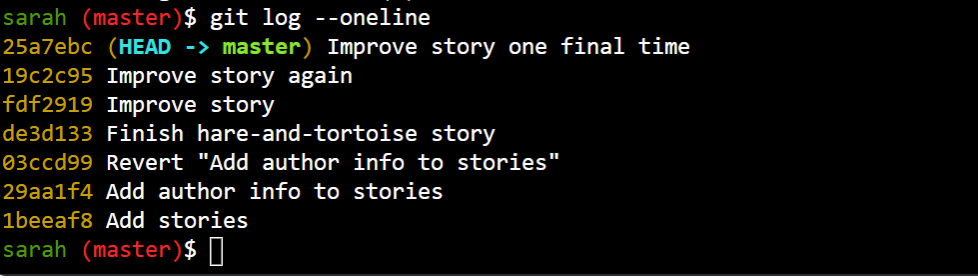 sarah (master)$ git log --oneline
25a7ebc (HEAD -> master) Improve story one final time
19c2c95 Improve story again
fdf2919 Improve story
de3d133 Finish hare-and-tortoise story
03ccd99 Revert "Add author info to stories"
29aa1f4 Add author info to stories
1beeaf8 Add stories
sarah (master)$